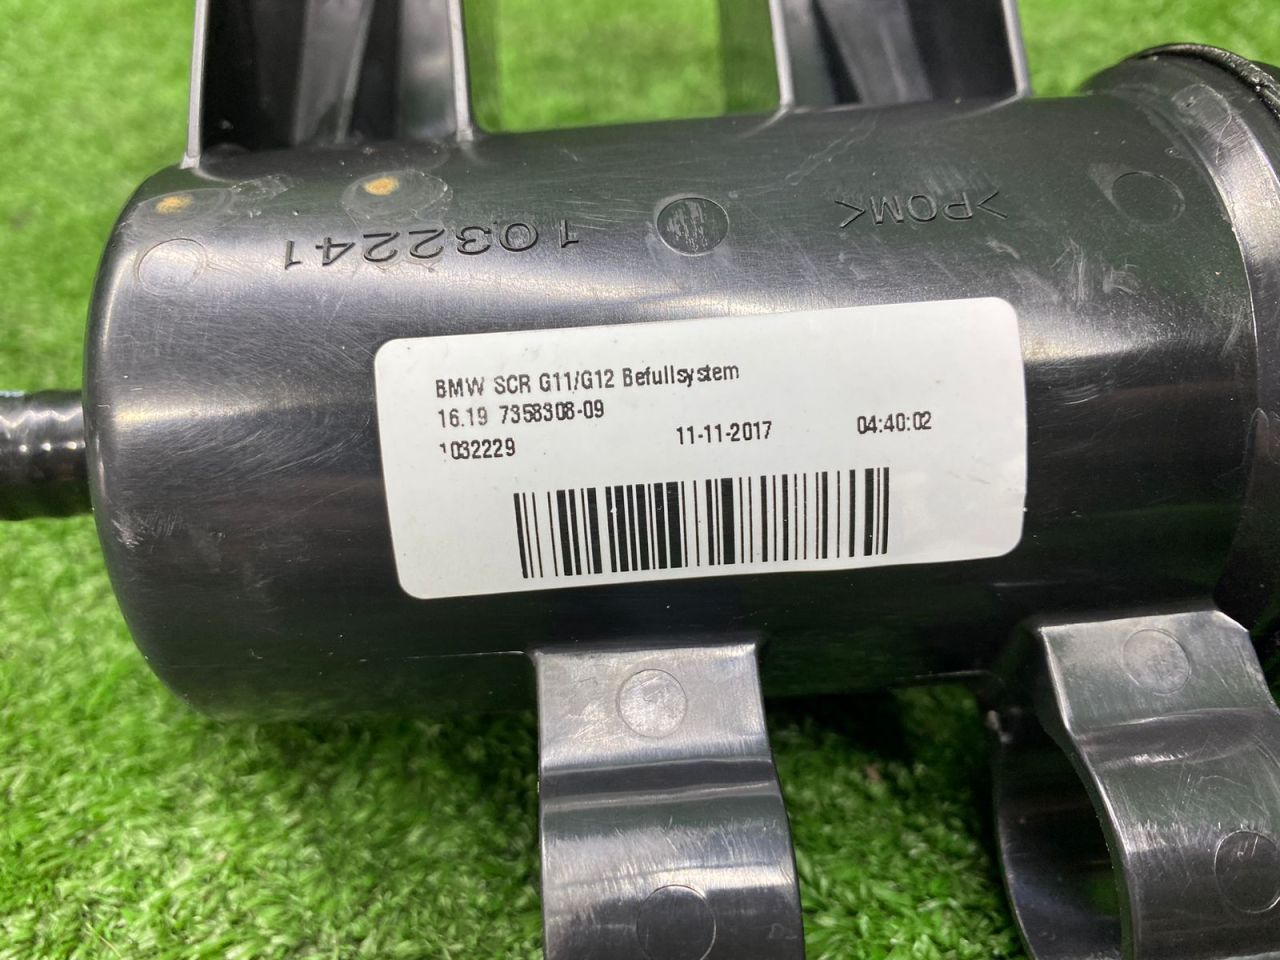 >POM<
1032241
BMW SCR G11/G12 Befullsystem
16.19 7358308-09
1032229 11-11-2017 04:40:02